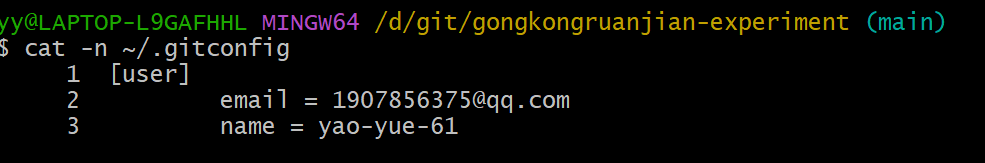 yy@LAPTOP-L9GAFHHL MINGW64 /d/git/gongkongruanjian-experiment (main)
$ cat -n ~/.gitconfig
1 [user]
2 email = 1907856375@qq.com
3 name = yao-yue-61